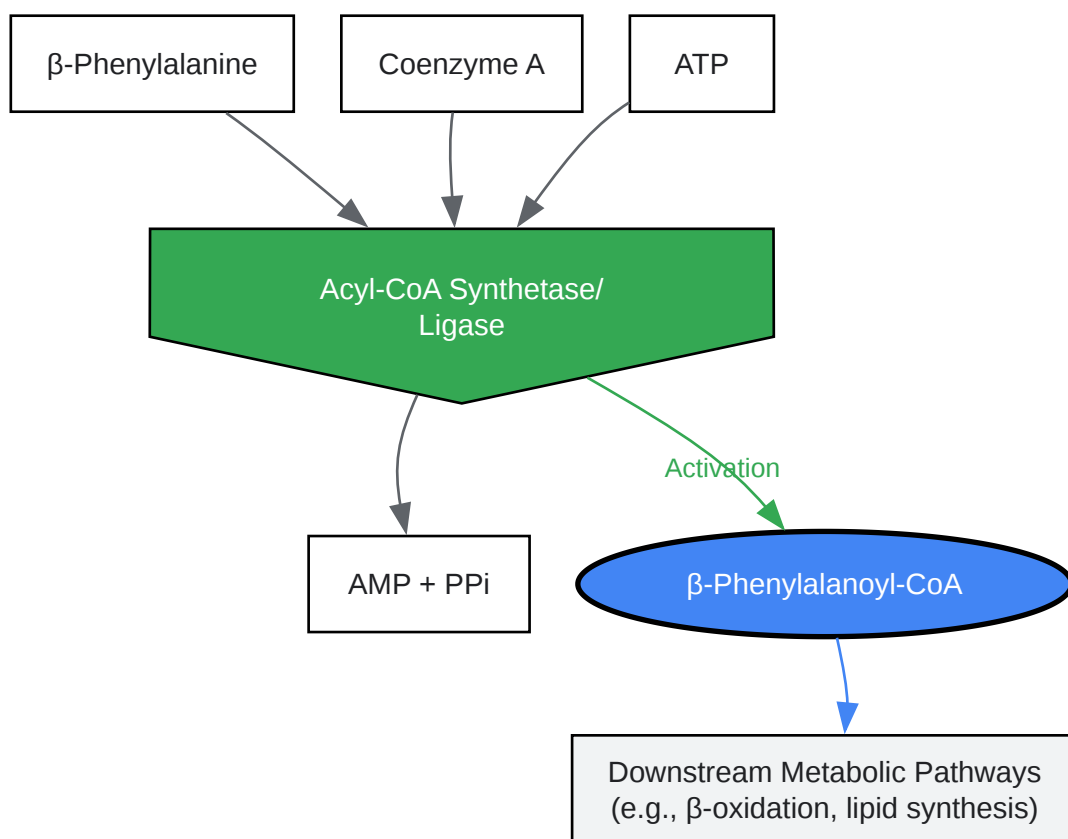 β-Phenylalanine
Coenzyme A
ATP
Acyl-CoA Synthetase/
Ligase
Activation
AMP + PPi
β-Phenylalanoyl-CoA
Downstream Metabolic Pathways
(e.g., β-oxidation, lipid synthesis)